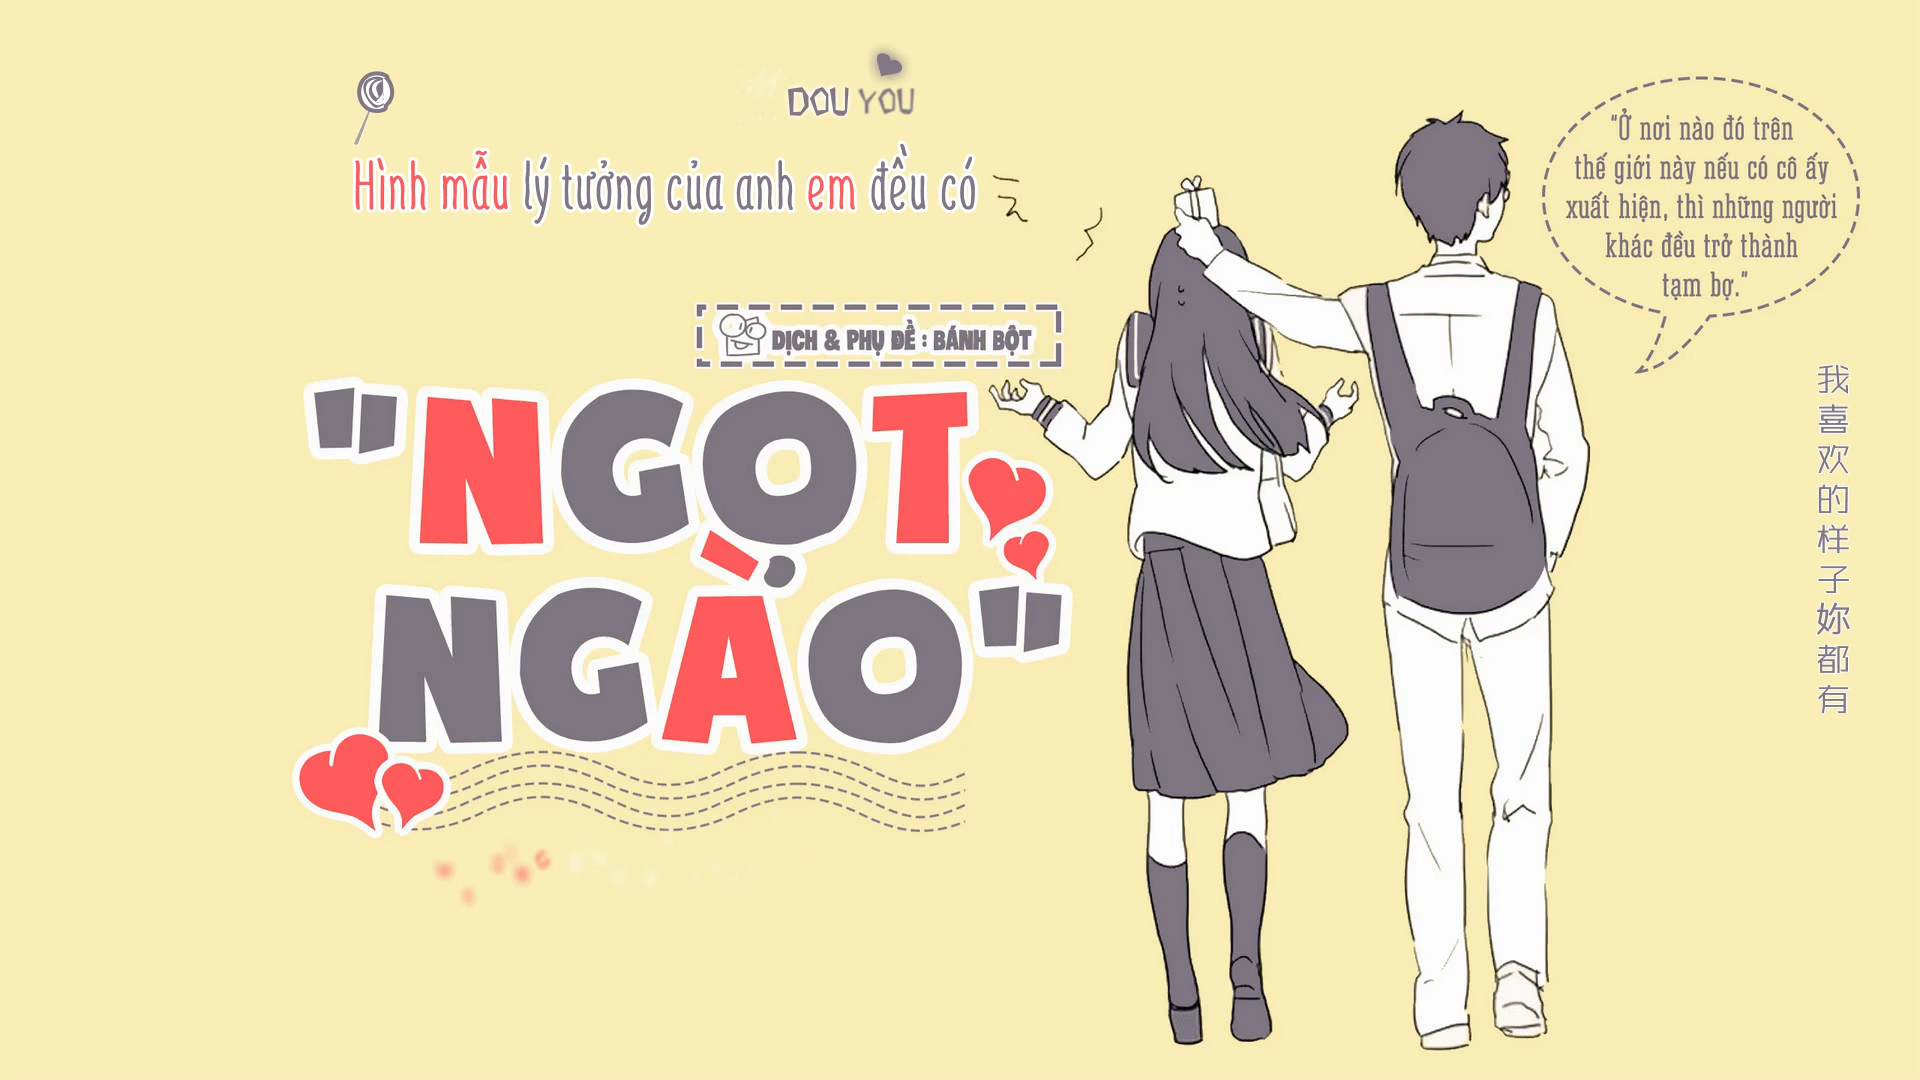 DOU YOU
Hình mẫu lý tưởng của anh em đều có
DỊCH & PHỤ ĐỀ : BÁNH BỘT
"NGỌT
NGÀO"
"Ở nơi nào đó trên
thế giới này nếu có cô ấy
xuất hiện, thì những người
khác đều trở thành
tạm bợ."
我喜欢的样子妳都有